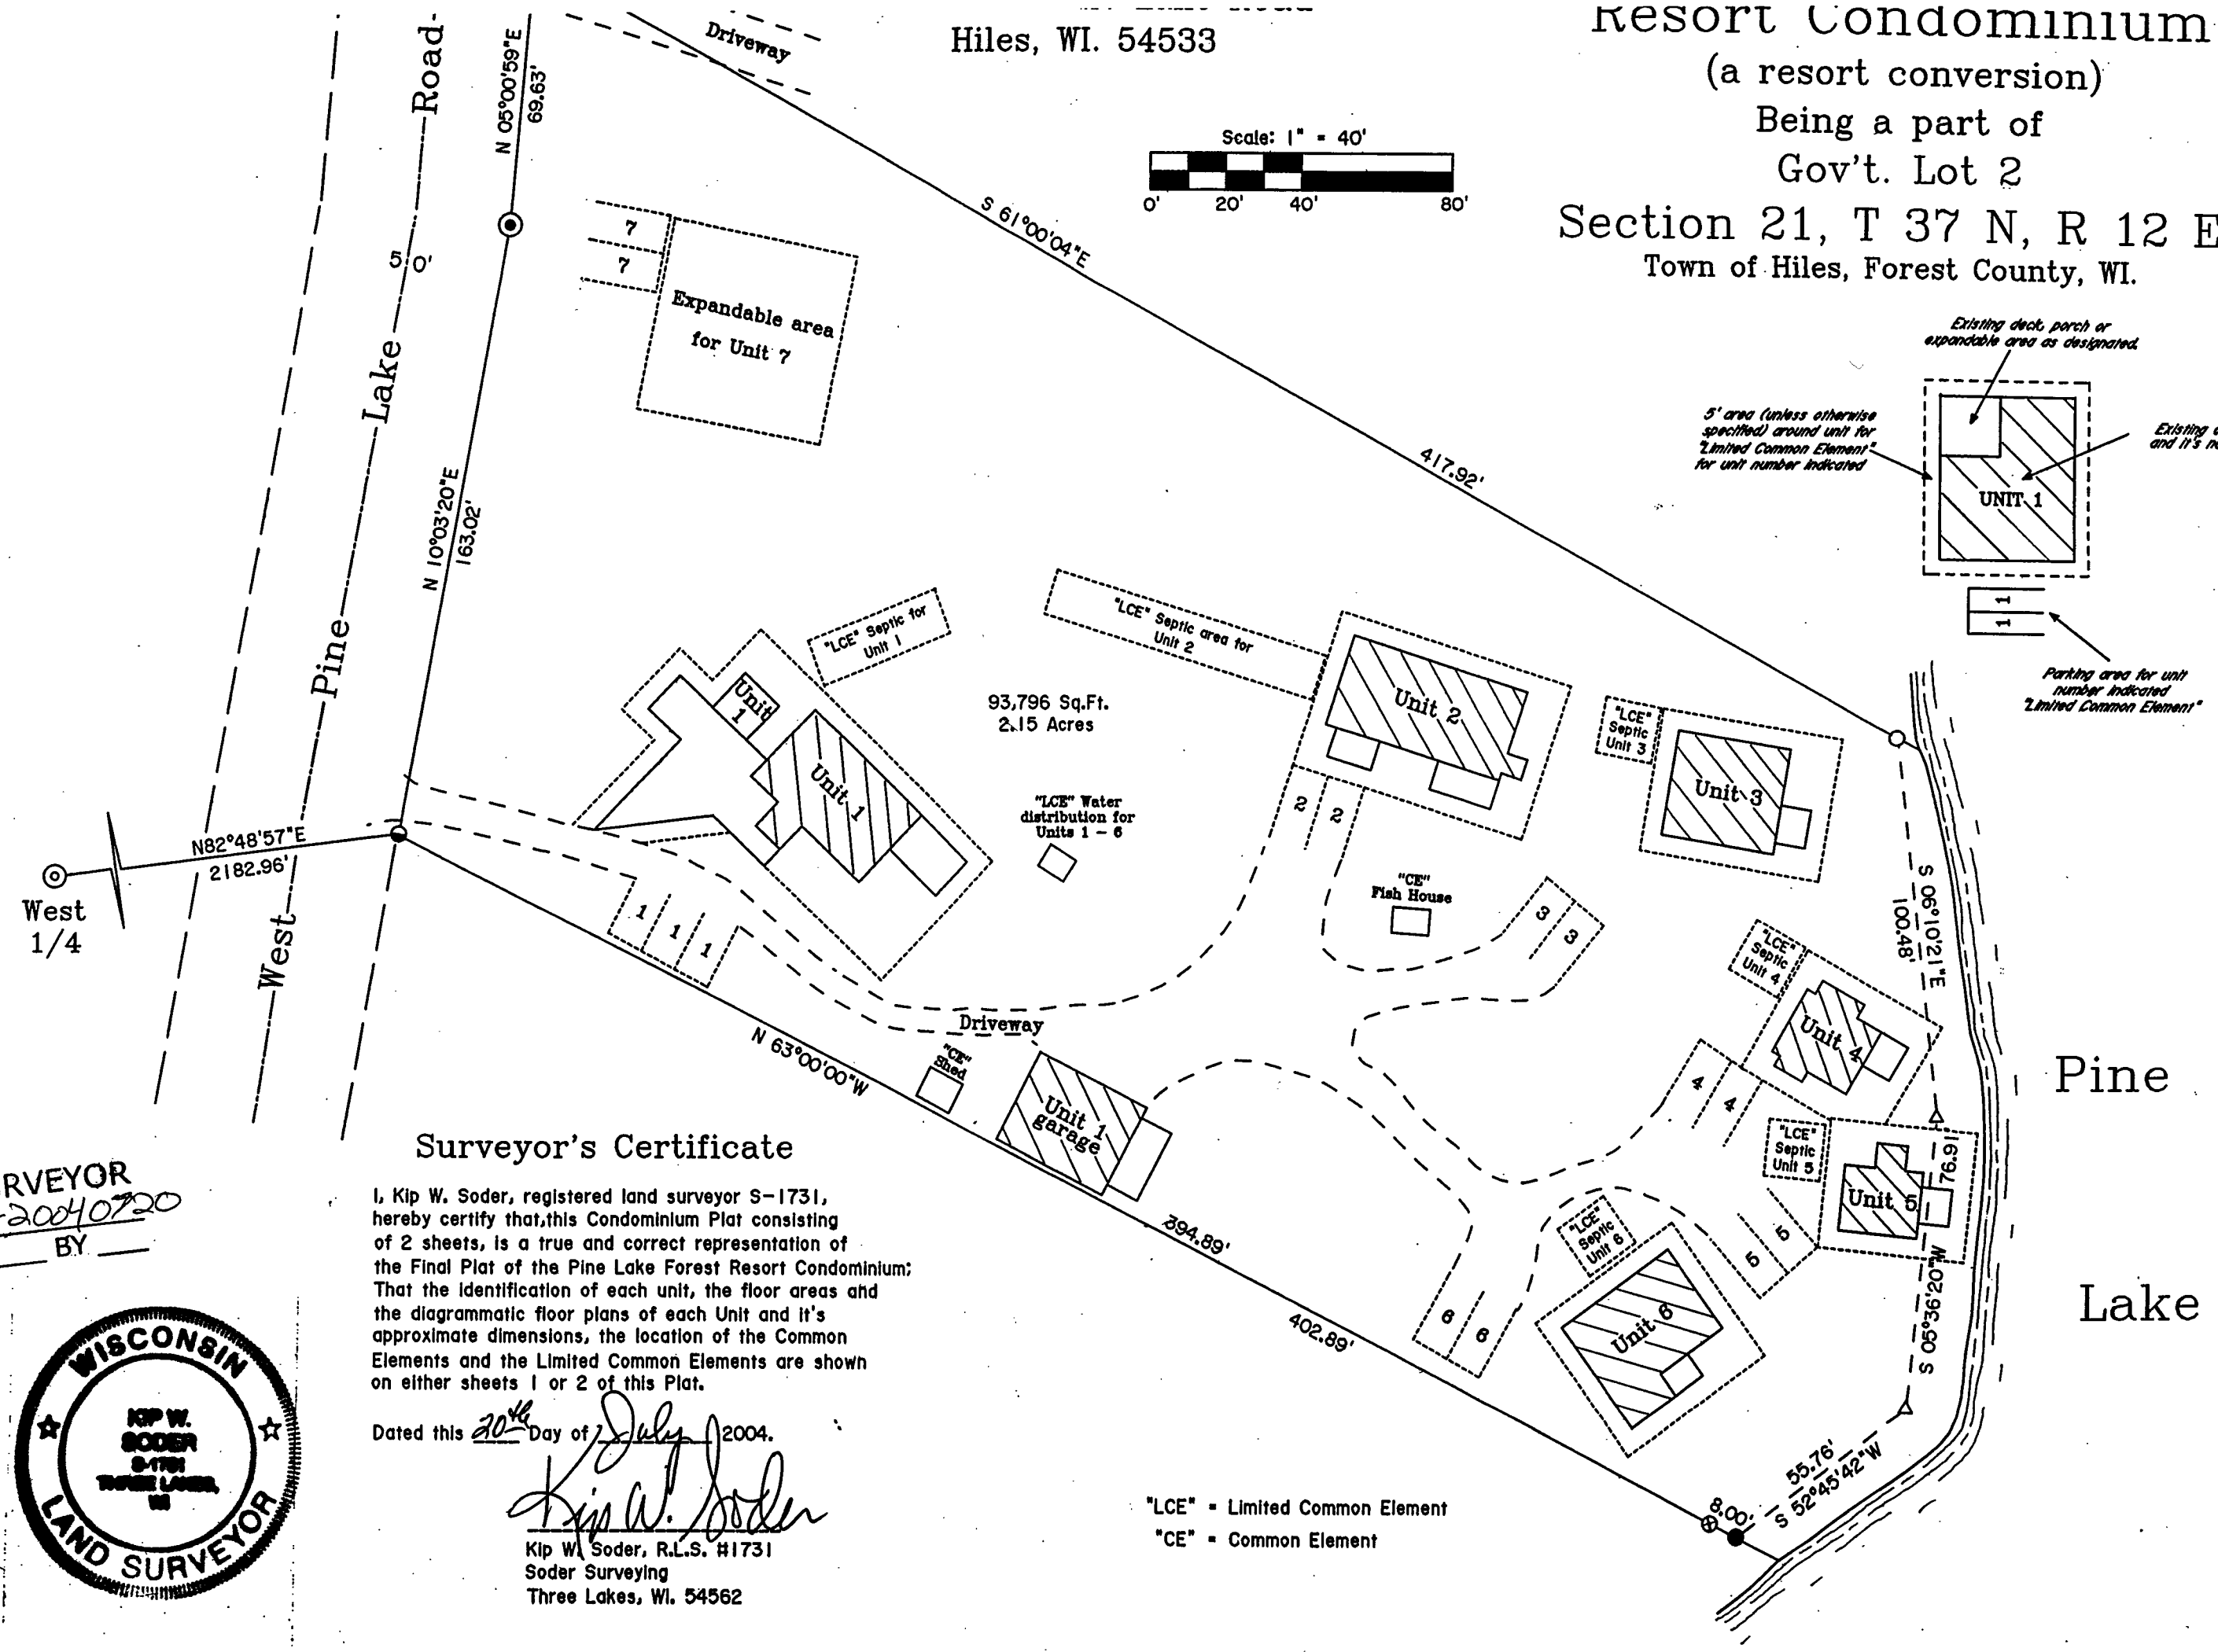 Resort Condominium
(a resort conversion)
Being a part of
Gov't. Lot 2
Section 21, T 37 N, R 12 E
Town of Hiles, Forest County, WI.
Hiles, WI. 54533
Scale: 1" = 40'
0' 20' 40' 80'
Driveway
N 05°00'59"E
69.63'
S 61°00'04"E
417.92'
West Pine Lake Road
50'
7
7
Expandable area
for Unit 7
N 10°03'20"E
163.02'
Existing deck, porch or
expandable area as designated.
5' area (unless otherwise
specified) around unit for
"Limited Common Element"
for unit number indicated
Existing
and it's
UNIT 1
1
1
Parking area for unit
number indicated
"Limited Common Element"
"LCE" Septic for
Unit 1
"LCE" Septic area for
Unit 2
Unit
1
Unit 1
93,796 Sq.Ft.
2.15 Acres
Unit 2
"LCE"
Septic
Unit 3
Unit 3
"LCE" Water
distribution for
Units 1 - 6
2
2
"CE"
Fish House
3
3
N82°48'57"E
2182.96'
West
1/4
1
1
1
S 06°10'21"E
100.48'
"LCE"
Septic
Unit 4
Unit 4
4
4
Driveway
N 63°00'00"W
"CE"
Shed
Unit 1
garage
394.89'
402.89'
"LCE"
Septic
Unit 5
Unit 5
76.91
S 05°36'20"W
5
5
"LCE"
Septic
Unit 6
Unit 6
6
6
55.76'
S 52°45'42"W
8.00'
Pine
Lake
Surveyor's Certificate
I, Kip W. Soder, registered land surveyor S-1731,
hereby certify that,this Condominium Plat consisting
of 2 sheets, is a true and correct representation of
the Final Plat of the Pine Lake Forest Resort Condominium;
That the identification of each unit, the floor areas and
the diagrammatic floor plans of each Unit and it's
approximate dimensions, the location of the Common
Elements and the Limited Common Elements are shown
on either sheets 1 or 2 of this Plat.
Dated this 20th Day of July 2004.
Kip W. Soder
Kip W. Soder, R.L.S. #1731
Soder Surveying
Three Lakes, WI. 54562
RVEYOR
-20040720
BY
WISCONSIN
KIP W.
SODER
S-1731
THREE LAKES,
WI
LAND SURVEYOR
"LCE" = Limited Common Element
"CE" = Common Element